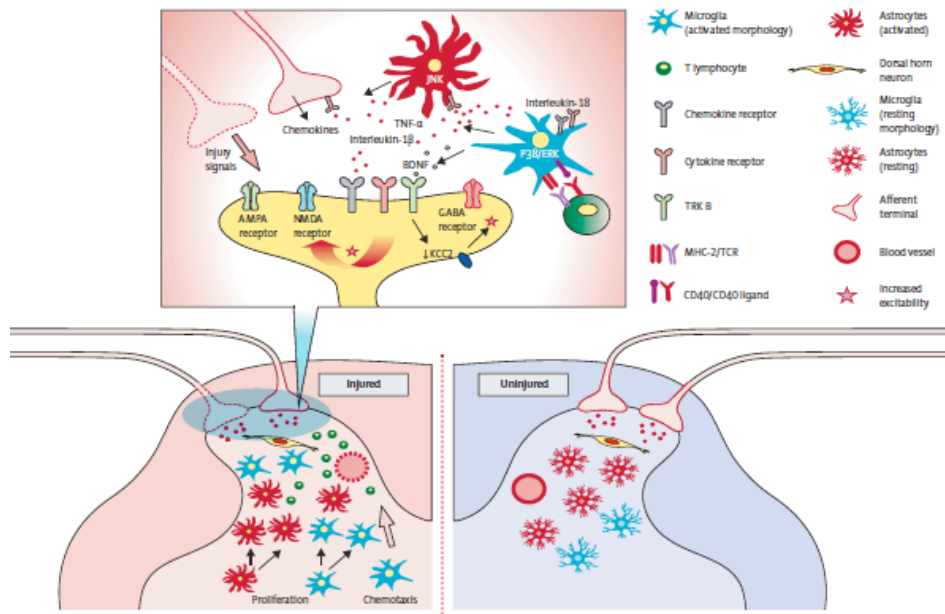 JNK
Chemokines
TNF-α
Interleukin-1β
Interleukin-18
P38/ERK
BDNF
Injury
signals
AMPA
receptor
NMDA
receptor
GABA
receptor
↓KCC2
Microglia
(activated morphology)
T lymphocyte
Chemokine receptor
Cytokine receptor
TRK B
MHC-2/TCR
CD40/CD40 ligand
Astrocytes
(activated)
Dorsal horn
neuron
Microglia
(resting
morphology)
Astrocytes
(resting)
Afferent
terminal
Blood vessel
Increased
excitability
Injured
Uninjured
Proliferation
Chemotaxis